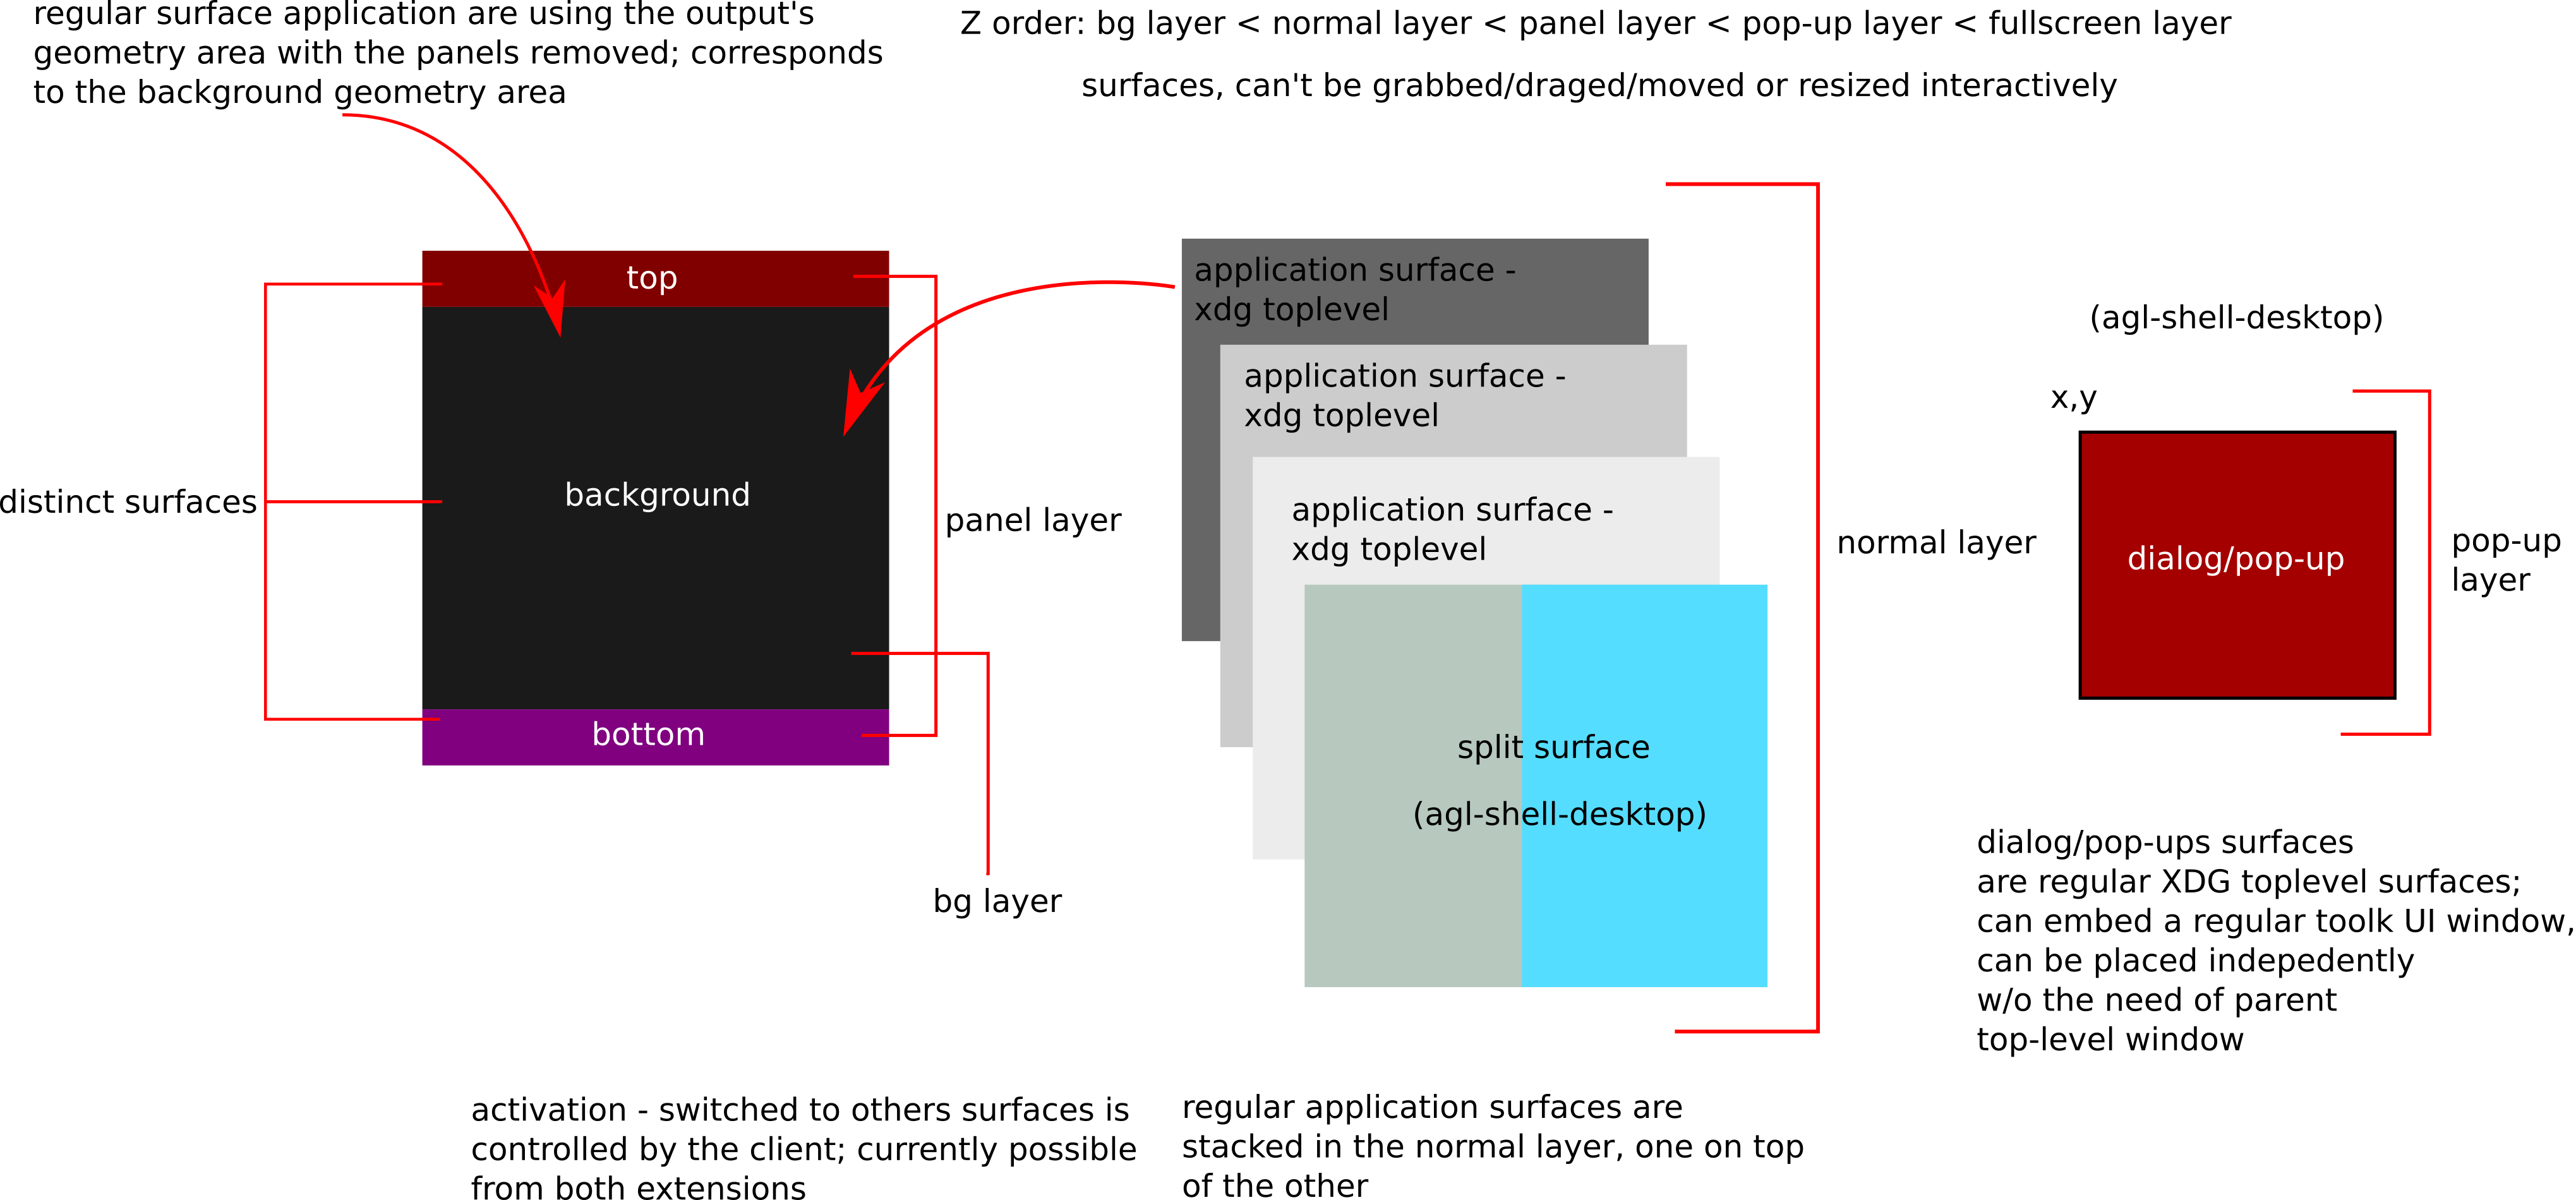 regular surface application are using the output's
geometry area with the panels removed; corresponds
to the background geometry area
Z order: bg layer < normal layer < panel layer < pop-up layer < fullscreen layer
surfaces, can't be grabbed/draged/moved or resized interactively
top
background
bottom
distinct surfaces
panel layer
bg layer
application surface -
xdg toplevel
application surface -
xdg toplevel
application surface -
xdg toplevel
split surface
(agl-shell-desktop)
normal layer
(agl-shell-desktop)
x,y
dialog/pop-up
pop-up
layer
dialog/pop-ups surfaces
are regular XDG toplevel surfaces;
can embed a regular toolk UI window,
can be placed indepedently
w/o the need of parent
top-level window
activation - switched to others surfaces is
controlled by the client; currently possible
from both extensions
regular application surfaces are
stacked in the normal layer, one on top
of the other